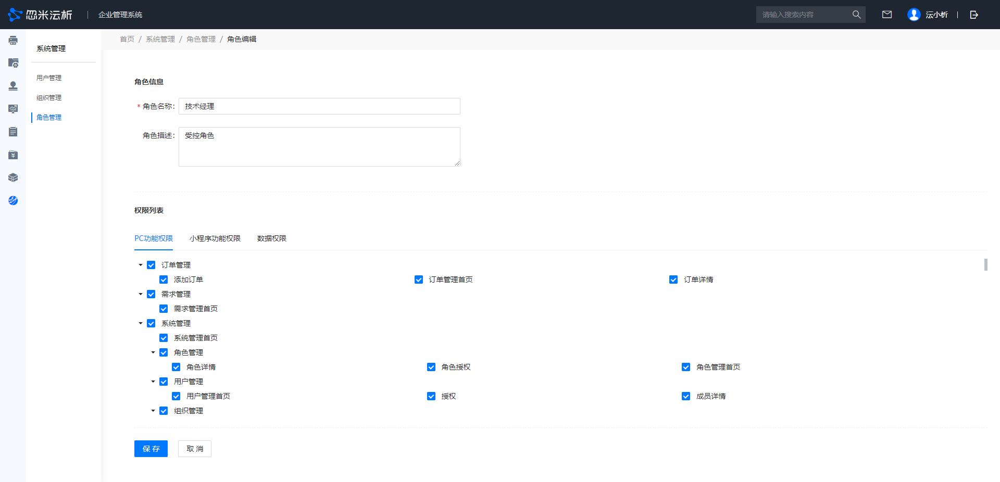 忽米沄析 | 企业管理系统 请输入搜索内容 沄小析
首页 / 系统管理 / 角色管理 / 角色编辑
系统管理
用户管理
组织管理
角色管理
角色信息
* 角色名称: 技术经理
角色描述: 受控角色
权限列表
PC功能权限 小程序功能权限 数据权限
订单管理
添加订单 订单管理首页 订单详情
需求管理
需求管理首页
系统管理
系统管理首页
角色管理
角色详情 角色授权 角色管理首页
用户管理
用户管理首页 授权 成员详情
组织管理
保存 取消